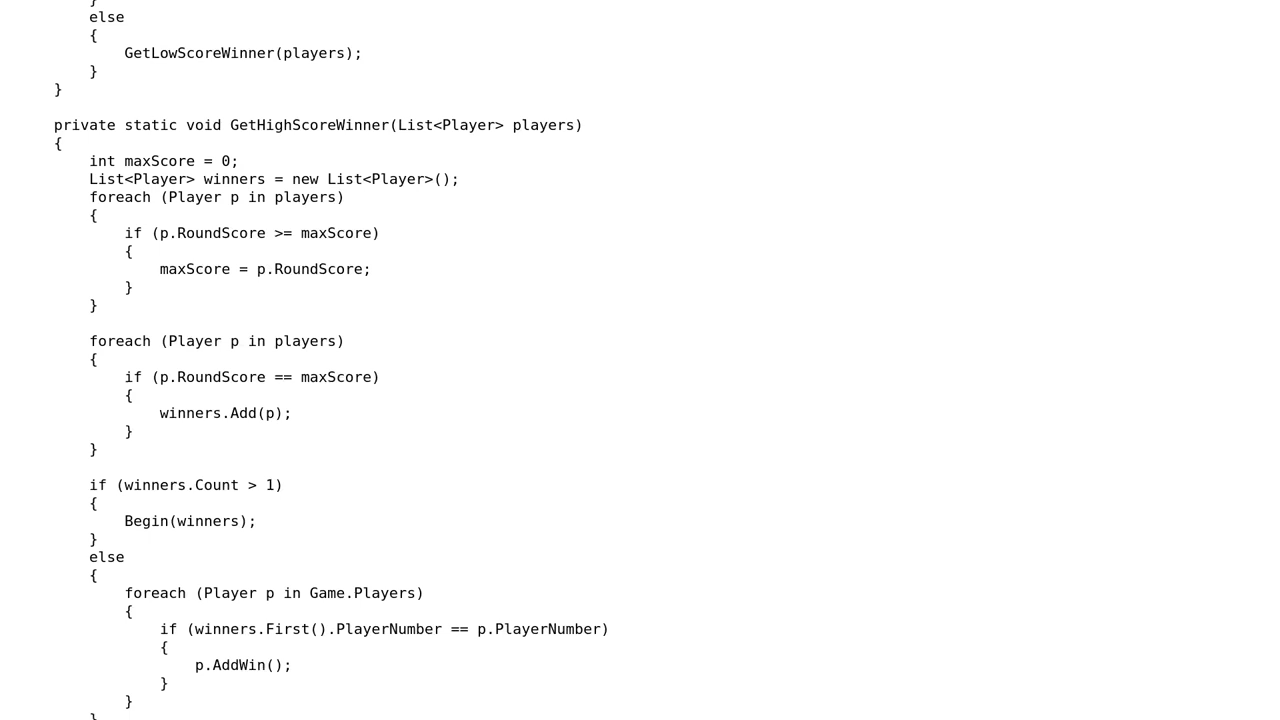 }
        else
        {
            GetLowScoreWinner(players);
        }
    }

    private static void GetHighScoreWinner(List<Player> players)
    {
        int maxScore = 0;
        List<Player> winners = new List<Player>();
        foreach (Player p in players)
        {
            if (p.RoundScore >= maxScore)
            {
                maxScore = p.RoundScore;
            }
        }

        foreach (Player p in players)
        {
            if (p.RoundScore == maxScore)
            {
                winners.Add(p);
            }
        }

        if (winners.Count > 1)
        {
            Begin(winners);
        }
        else
        {
            foreach (Player p in Game.Players)
            {
                if (winners.First().PlayerNumber == p.PlayerNumber)
                {
                    p.AddWin();
                }
            }
        }